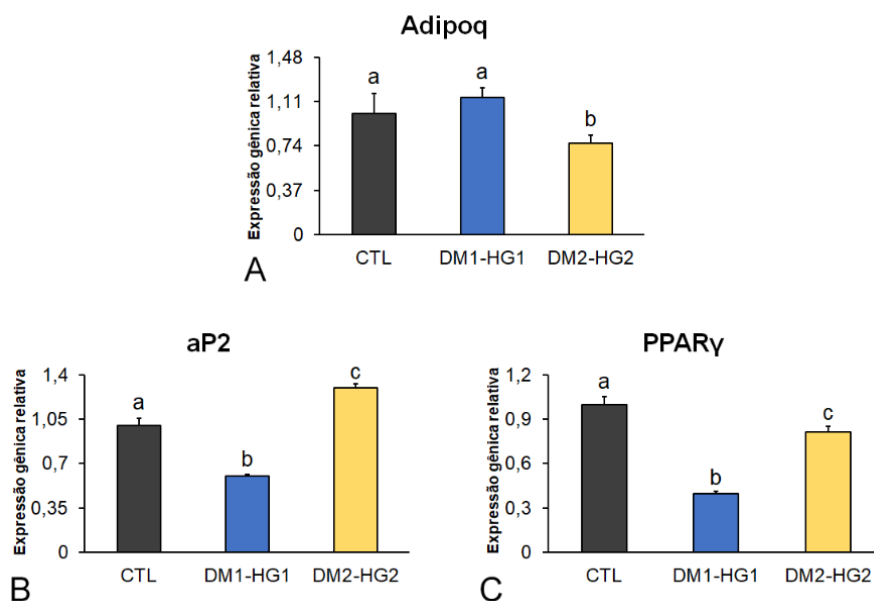 Adipoq
Expressão gênica relativa
1,48
1,11
0,74
0,37
0
a
a
b
CTL
DM1-HG1
DM2-HG2
A
aP2
Expressão gênica relativa
1,4
1,05
0,7
0,35
0
a
b
c
CTL
DM1-HG1
DM2-HG2
B
PPARγ
Expressão gênica relativa
1,2
0,9
0,6
0,3
0
a
b
c
CTL
DM1-HG1
DM2-HG2
C